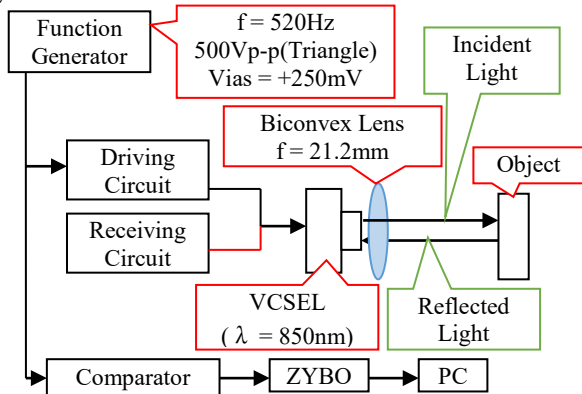 Function
Generator
f = 520Hz
500Vp-p(Triangle)
Vias = +250mV
Incident
Light
Biconvex Lens
f = 21.2mm
Object
Driving
Circuit
Receiving
Circuit
VCSEL
( λ = 850nm)
Reflected
Light
Comparator
ZYBO
PC